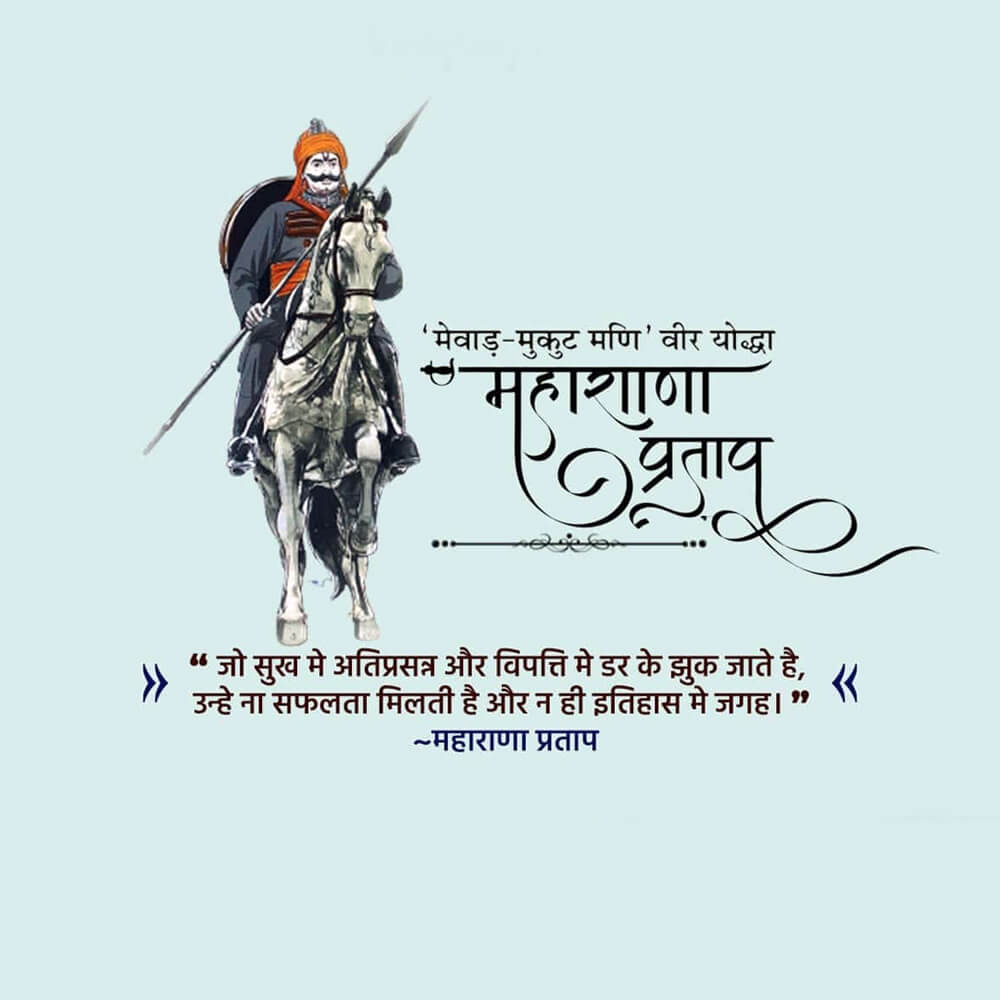 ‘मेवाड़-मुकुट मणि’ वीर योद्धा
महाराणा
प्रताप
❝ जो सुख मे अतिप्रसन्न और विपत्ति मे डर के झुक जाते है,
उन्हे ना सफलता मिलती है और न ही इतिहास मे जगह। ❞
~महाराणा प्रताप